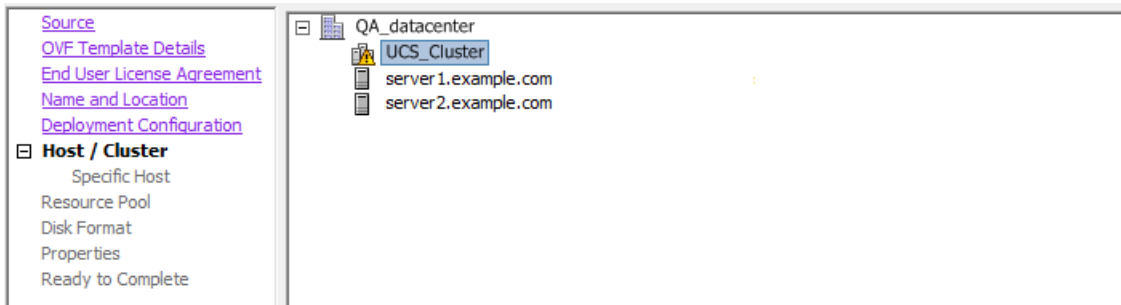 Source
OVF Template Details
End User License Agreement
Name and Location
Deployment Configuration
Host / Cluster
Specific Host
Resource Pool
Disk Format
Properties
Ready to Complete
QA_datacenter
UCS_Cluster
server1.example.com
server2.example.com